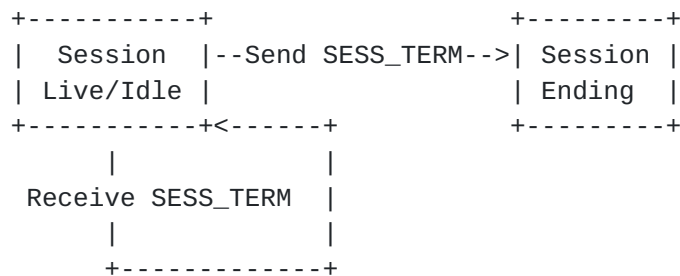 +-----------+                   +---------+
|  Session  |--Send SESS_TERM-->| Session |
| Live/Idle |                   | Ending  |
+-----------+<------+           +---------+
      |             |
 Receive SESS_TERM  |
      |             |
      +-------------+